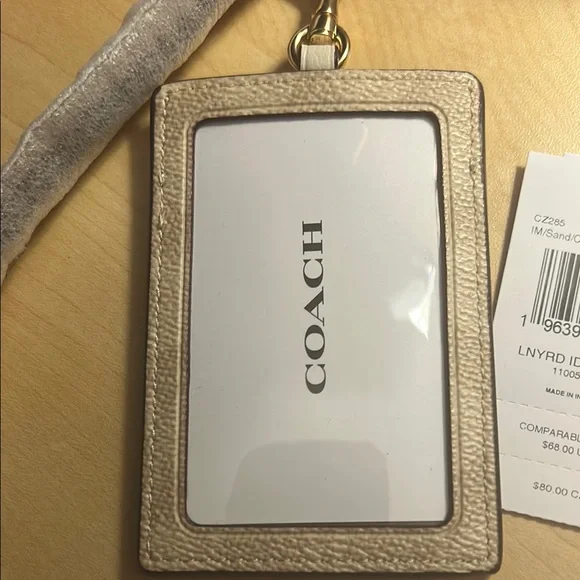 COACH
CZ285
IM/Sand/C
1 9639
LNYRD ID
11005
MADE IN IN
COMPARABL
$68.00 U
$80.00 C